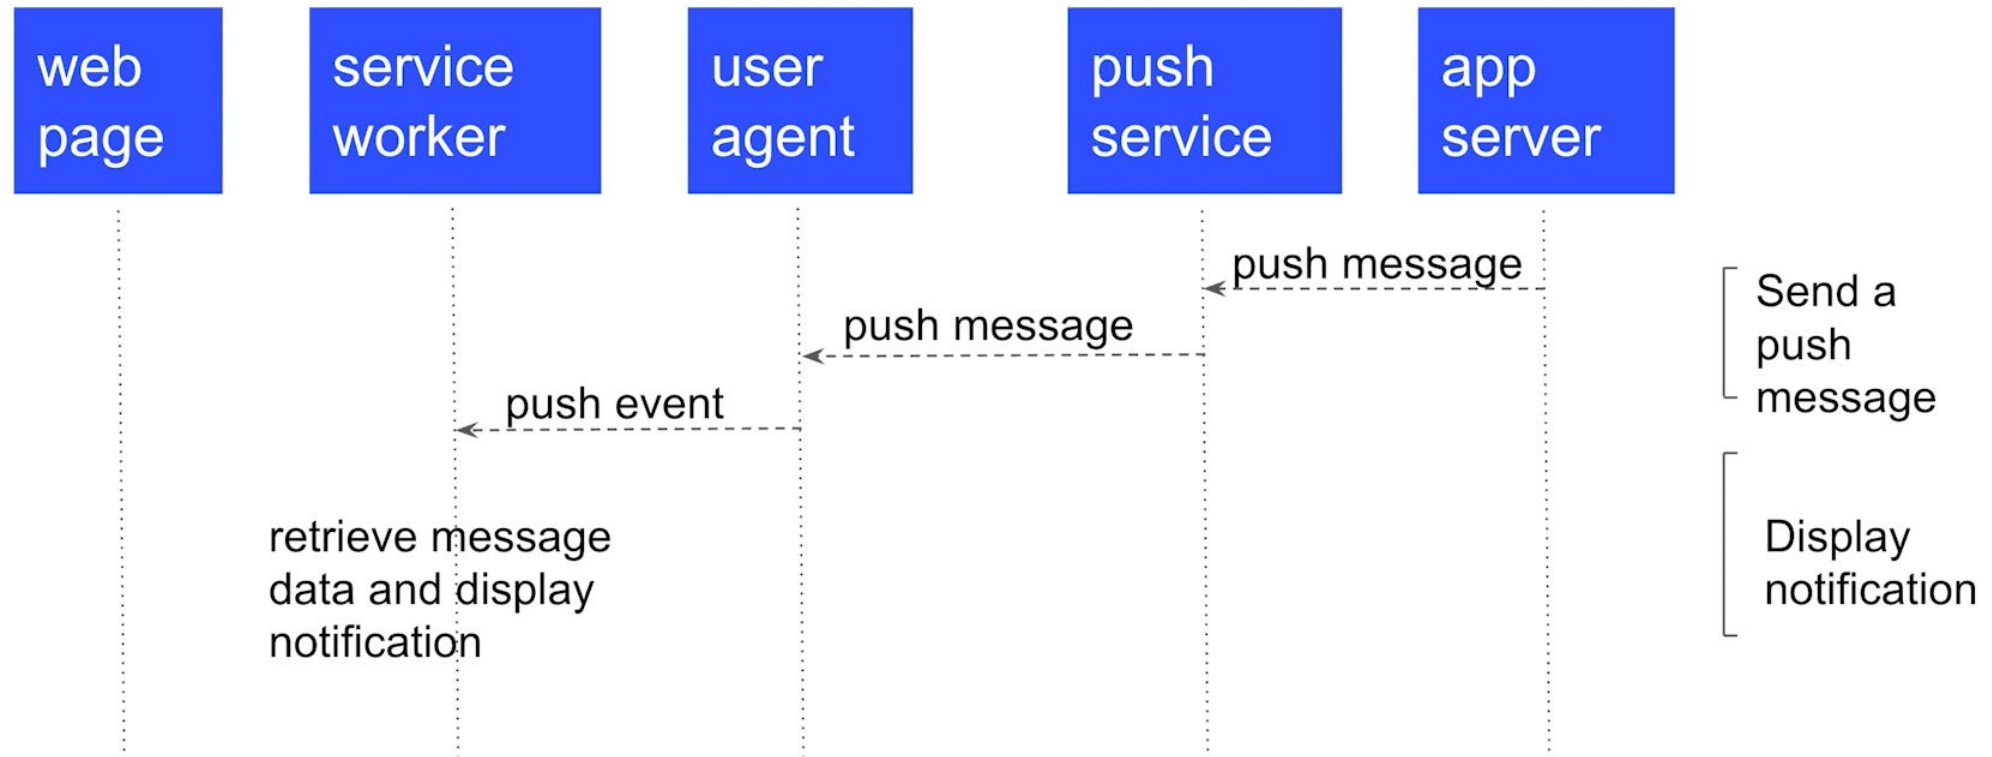 web
page
service
worker
user
agent
push
service
app
server
push message
push message
push event
retrieve message
data and display
notification
Send a
push
message
Display
notification